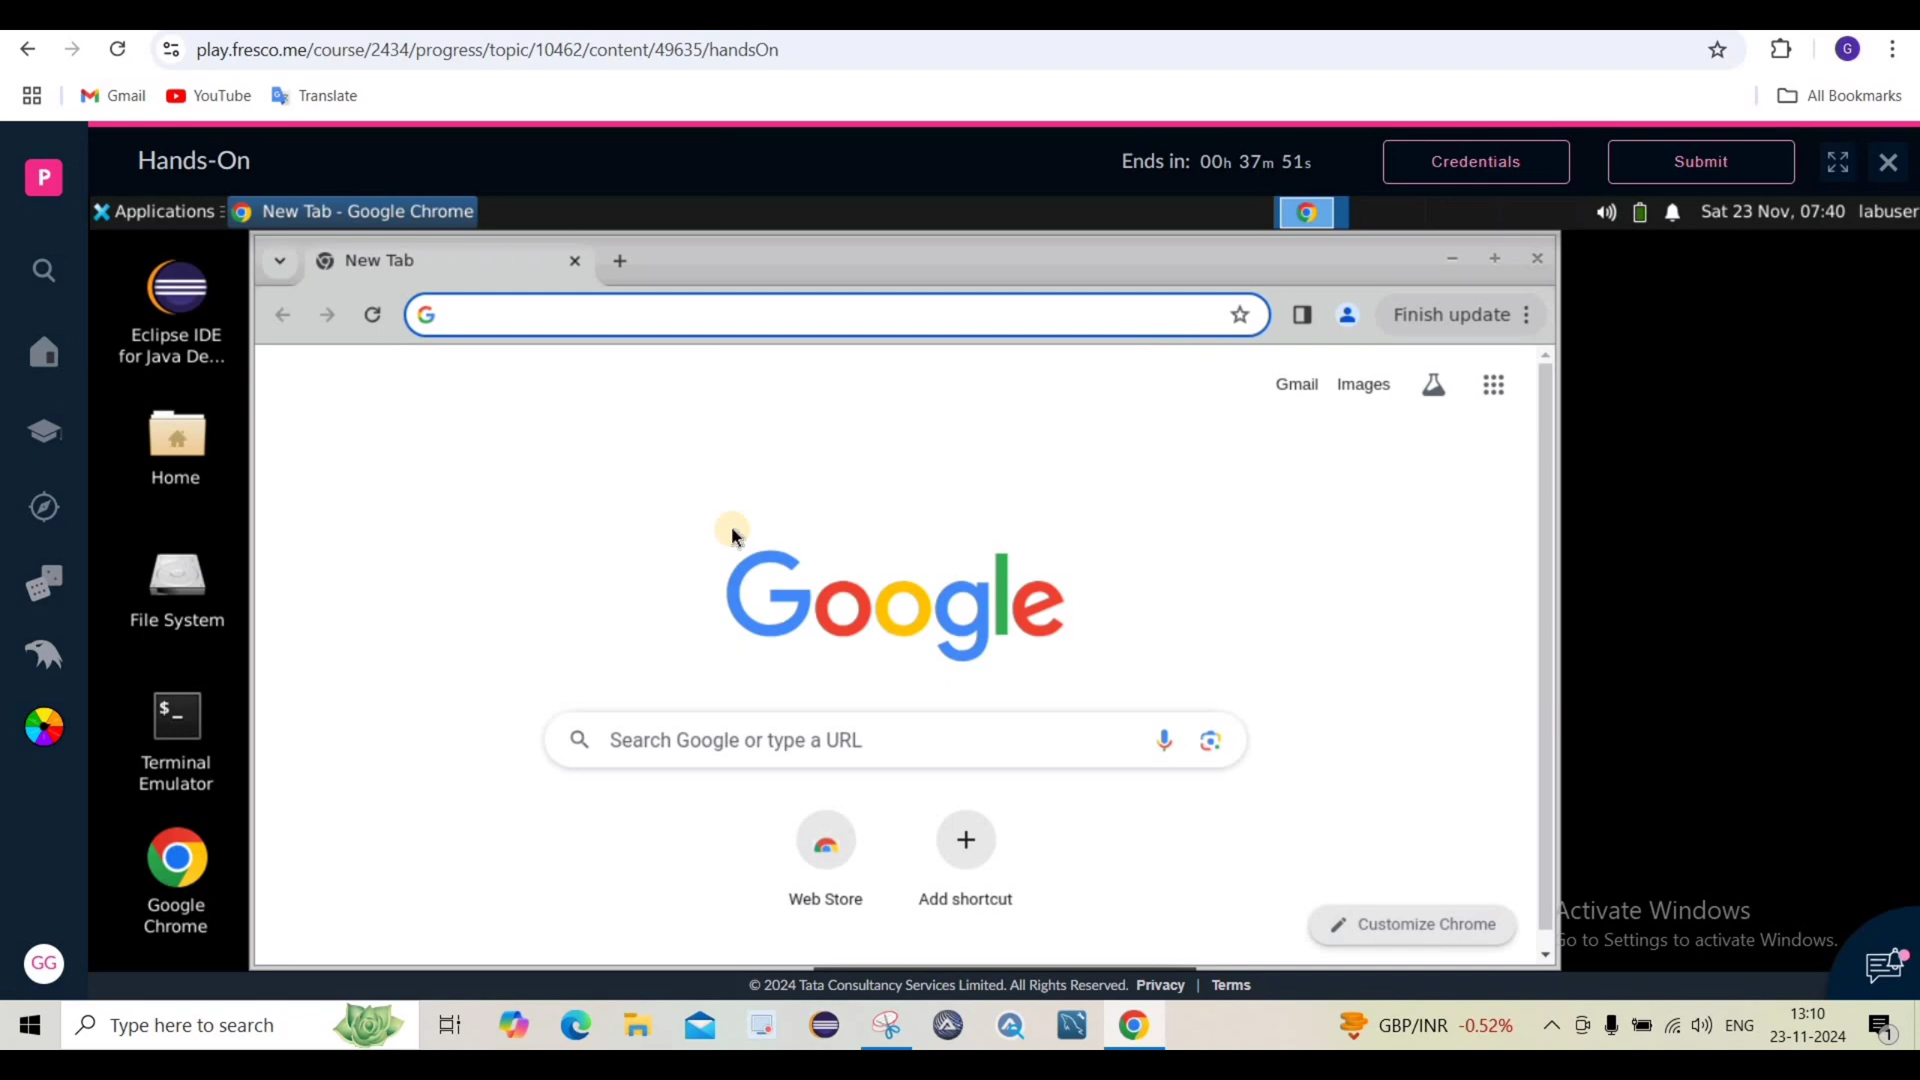 play.fresco.me/course/2434/progress/topic/10462/content/49635/handsOn
G
Gmail
YouTube
Translate
All Bookmarks
P
Hands-On
Ends in: 00h 37m 51s
Credentials
Submit
Applications
New Tab - Google Chrome
Sat 23 Nov, 07:40 labuser
New Tab
Eclipse IDE
for Java De...
Finish update
Gmail
Images
Home
Google
File System
Search Google or type a URL
Terminal
Emulator
Web Store
Add shortcut
Google
Chrome
Customize Chrome
Activate Windows
Go to Settings to activate Windows.
GG
© 2024 Tata Consultancy Services Limited. All Rights Reserved. Privacy | Terms
Type here to search
GBP/INR -0.52%
ENG
13:10
23-11-2024
1